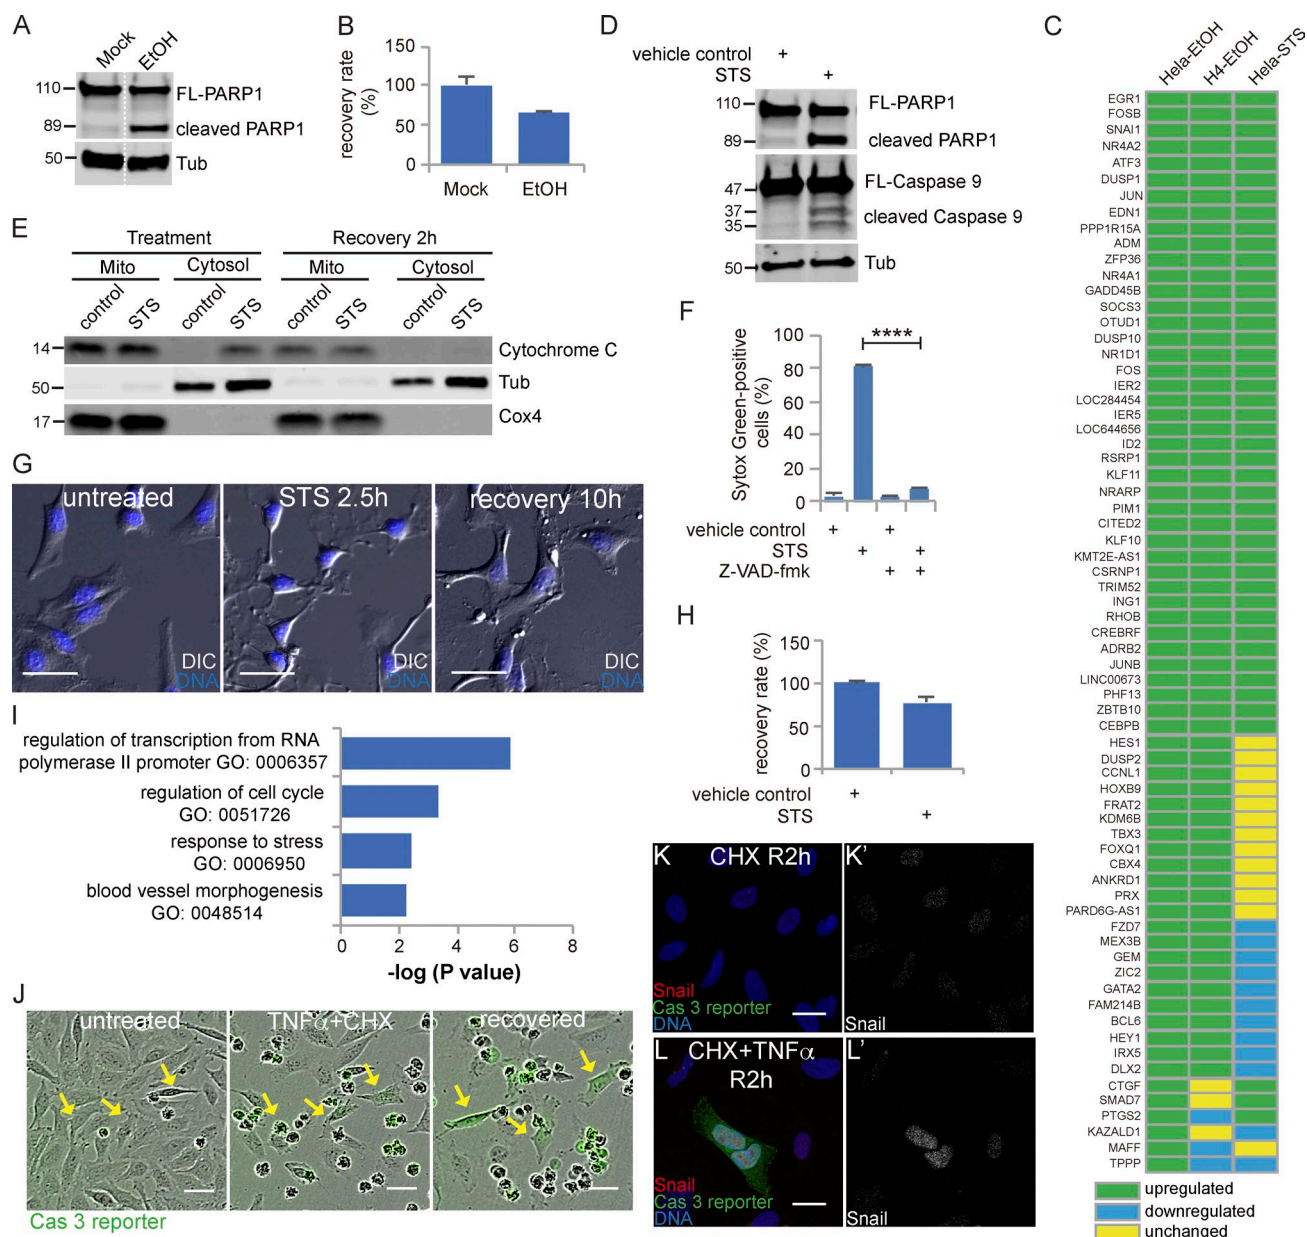 A
Mock
EtOH
110
FL-PARP1
89
cleaved PARP1
50
Tub
B
150
100
50
0
recovery rate
(%)
Mock
EtOH
D
vehicle control
+
STS
+
110
FL-PARP1
89
cleaved PARP1
47
FL-Caspase 9
37
35
cleaved Caspase 9
50
Tub
C
Hela-EtOH
H4-EtOH
Hela-STS
EGR1
FOSB
SNAI1
NR4A2
ATF3
DUSP1
JUN
EDN1
PPP1R15A
ADM
ZFP36
NR4A1
GADD45B
SOCS3
OTUD1
DUSP10
NR1D1
FOS
IER2
LOC284454
IER5
LOC644656
ID2
RSRP1
KLF11
NRARP
PIM1
CITED2
KLF10
KMT2E-AS1
CSRNP1
TRIM52
ING1
RHOB
CREBRF
ADRB2
JUNB
LINC00673
PHF13
ZBTB10
CEBPB
HES1
DUSP2
CCNL1
HOXB9
FRAT2
KDM6B
TBX3
FOXQ1
CBX4
ANKRD1
PRX
PARD6G-AS1
FZD7
MEX3B
GEM
ZIC2
GATA2
FAM214B
BCL6
HEY1
IRX5
DLX2
CTGF
SMAD7
PTGS2
KAZALD1
MAFF
TPPP
upregulated
downregulated
unchanged
E
Treatment
Recovery 2h
Mito
Cytosol
Mito
Cytosol
control
STS
control
STS
control
STS
control
STS
14
Cytochrome C
50
Tub
17
Cox4
F
100
80
60
40
20
0
Sytox Green-positive
cells (%)
****
vehicle control
+
+
STS
+
+
Z-VAD-fmk
+
+
G
untreated
DIC
DNA
STS 2.5h
DIC
DNA
recovery 10h
DIC
DNA
H
150
100
50
0
recovery rate (%)
vehicle control
+
STS
+
I
regulation of transcription from RNA
polymerase II promoter GO: 0006357
regulation of cell cycle
GO: 0051726
response to stress
GO: 0006950
blood vessel morphogenesis
GO: 0048514
0
2
4
6
8
-log (P value)
J
untreated
TNFα+CHX
recovered
Cas 3 reporter
K
CHX R2h
Snail
Cas 3 reporter
DNA
K'
Snail
L
CHX+TNFα
R2h
Snail
Cas 3 reporter
DNA
L'
Snail